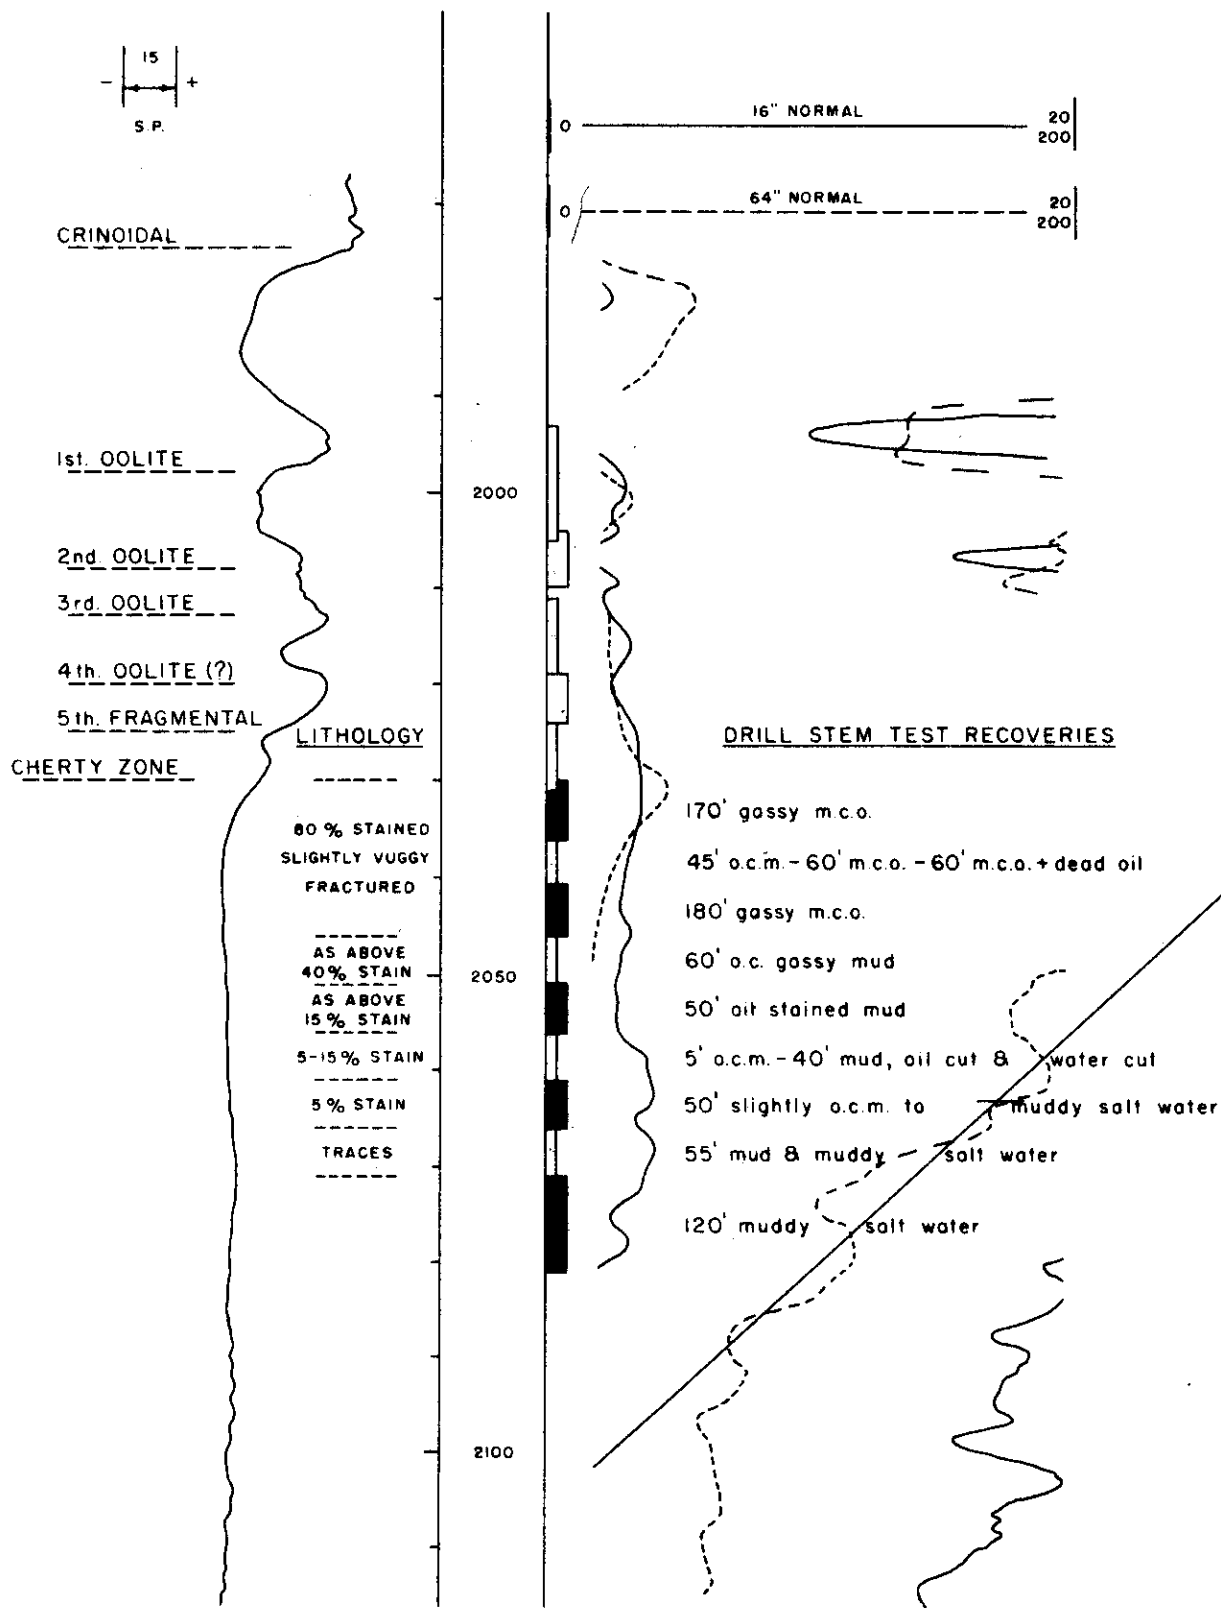 15
- +
S.P.
O 16" NORMAL 20
200
O 64" NORMAL 20
200
CRINOIDAL
1st. OOLITE
2000
2nd. OOLITE
3rd. OOLITE
4th. OOLITE (?)
5th. FRAGMENTAL
CHERTY ZONE
LITHOLOGY
80% STAINED
SLIGHTLY VUGGY
FRACTURED
AS ABOVE
40% STAIN
AS ABOVE
15% STAIN
5-15% STAIN
5% STAIN
TRACES
2050
2100
DRILL STEM TEST RECOVERIES
170' gassy m.c.o.
45' o.c.m. - 60' m.c.o. - 60' m.c.o. + dead oil
180' gassy m.c.o.
60' o.c. gassy mud
50' oil stained mud
5' o.c.m. - 40' mud, oil cut & water cut
50' slightly o.c.m. to muddy salt water
55' mud & muddy salt water
120' muddy salt water